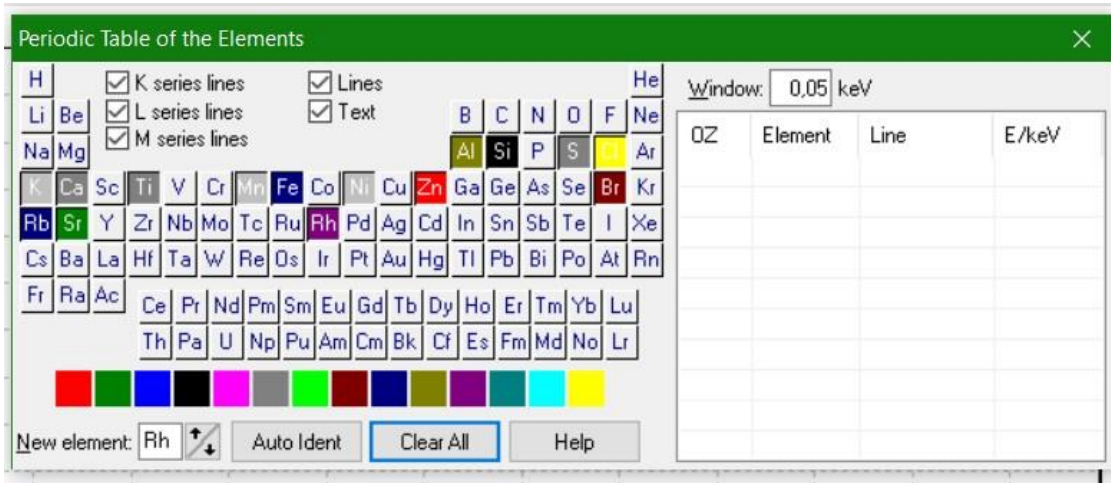 Periodic Table of the Elements
H K series lines Lines He Window: 0,05 keV
Li Be L series lines Text B C N O F Ne
OZ Element Line E/keV
Na Mg M series lines Al Si P S Cl Ar
K Ca Sc Ti V Cr Mn Fe Co Ni Cu Zn Ga Ge As Se Br Kr
Rb Sr Y Zr Nb Mo Tc Ru Rh Pd Ag Cd In Sn Sb Te I Xe
Cs Ba La Hf Ta W Re Os Ir Pt Au Hg Tl Pb Bi Po At Rn
Fr Ra Ac
Ce Pr Nd Pm Sm Eu Gd Tb Dy Ho Er Tm Yb Lu
Th Pa U Np Pu Am Cm Bk Cf Es Fm Md No Lr
New element: Rh Auto Ident Clear All Help